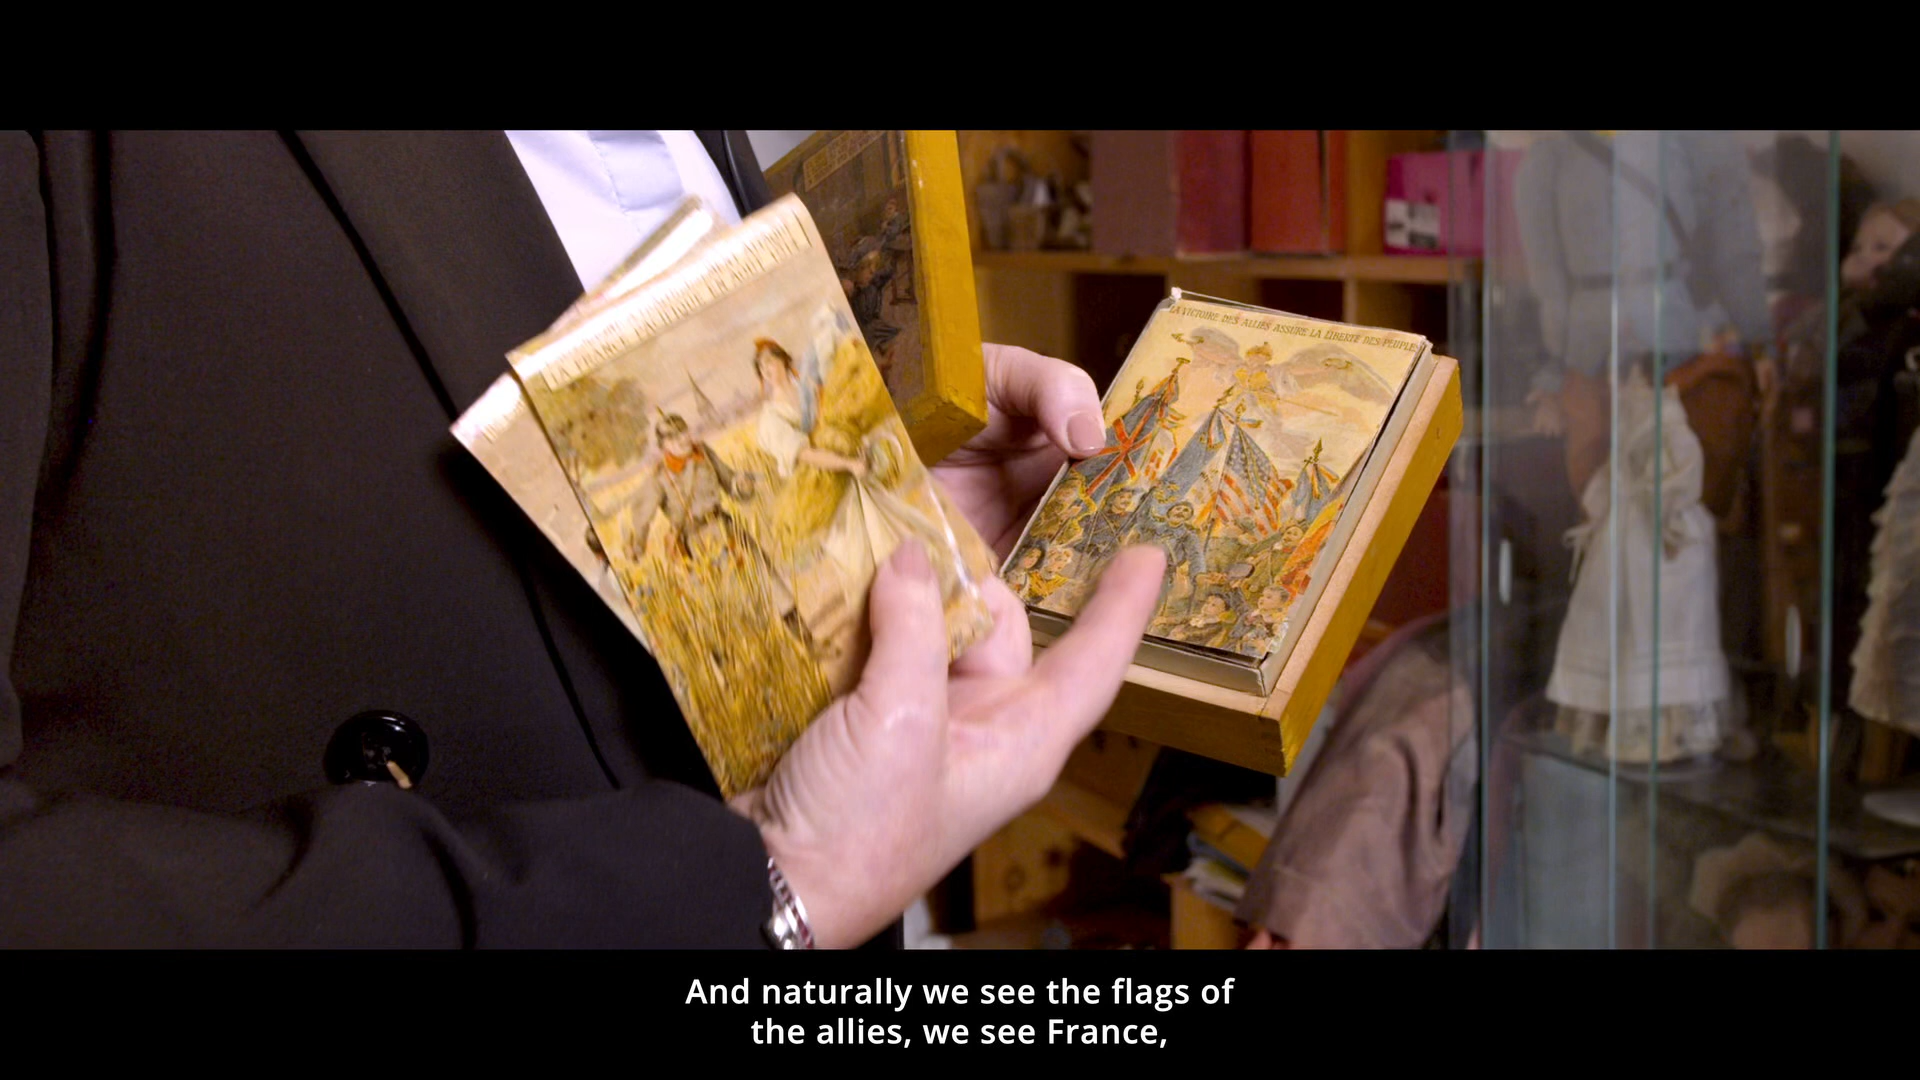 LA VICTOIRE DES ALLIÉS ASSURE LA LIBERTÉ DES PEUPLES
And naturally we see the flags of
the allies, we see France,